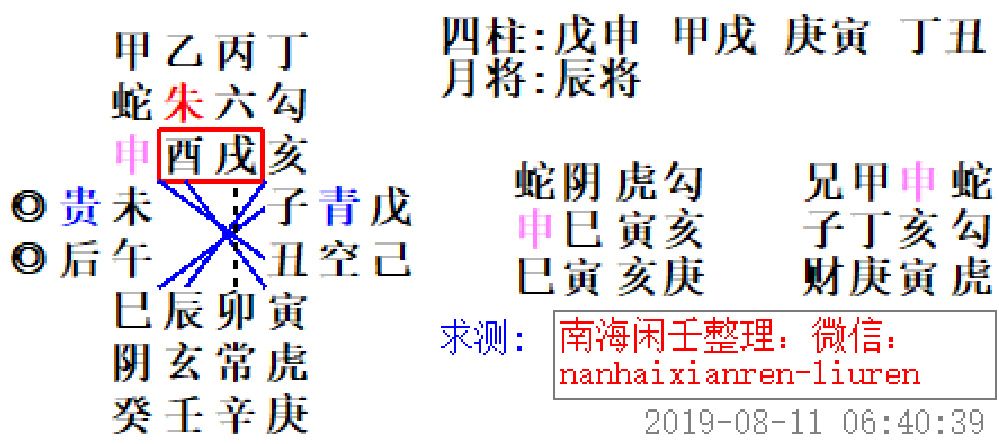 四柱:戊申 甲戌 庚寅 丁丑
月将:辰将
甲乙丙丁
蛇朱六勾
申酉戌亥
◎贵未 子青戊
◎后午 丑空己
巳辰卯寅
阴玄常虎
癸壬辛庚
蛇阴虎勾 兄甲申蛇
申巳寅亥 子丁亥勾
巳寅亥庚 财庚寅虎
求测: 南海闲壬整理：微信：
nanhaixianren-liuren
2019-08-11 06:40:39